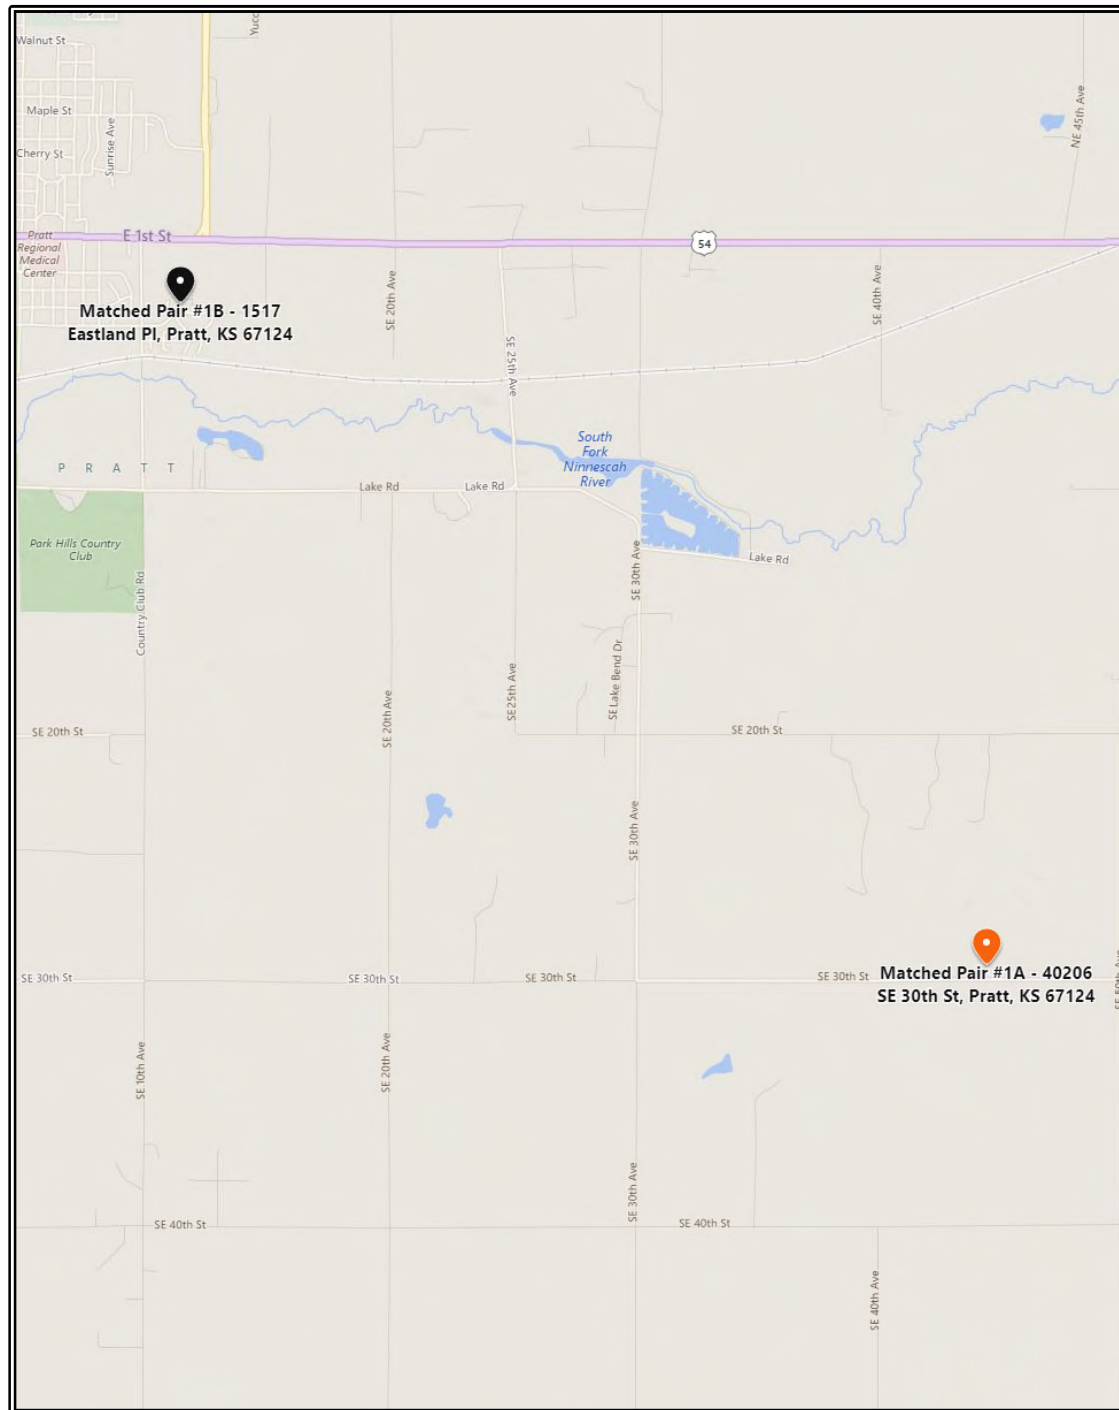 Walnut St
Yucc
Maple St
Sunrise Ave
NE 45th Ave
Cherry St
Pratt
Regional
Medical
Center
E 1st St
54
Matched Pair #1B - 1517
Eastland Pl, Pratt, KS 67124
SE 20th Ave
SE 40th Ave
SE 25th Ave
South
Fork
Ninnescah
River
P R A T T
Lake Rd
Lake Rd
Park Hills Country
Club
Lake Rd
SE 30th Ave
Country Club Rd
SE Lake Bend Dr
SE 25th Ave
SE 20th Ave
SE 20th St
SE 20th St
SE 30th Ave
SE 30th St
SE 30th St
SE 30th St
SE 30th St
Matched Pair #1A - 40206
SE 30th St, Pratt, KS 67124
SE 50th Ave
SE 10th Ave
SE 20th Ave
SE 30th Ave
SE 40th St
SE 40th St
SE 40th Ave